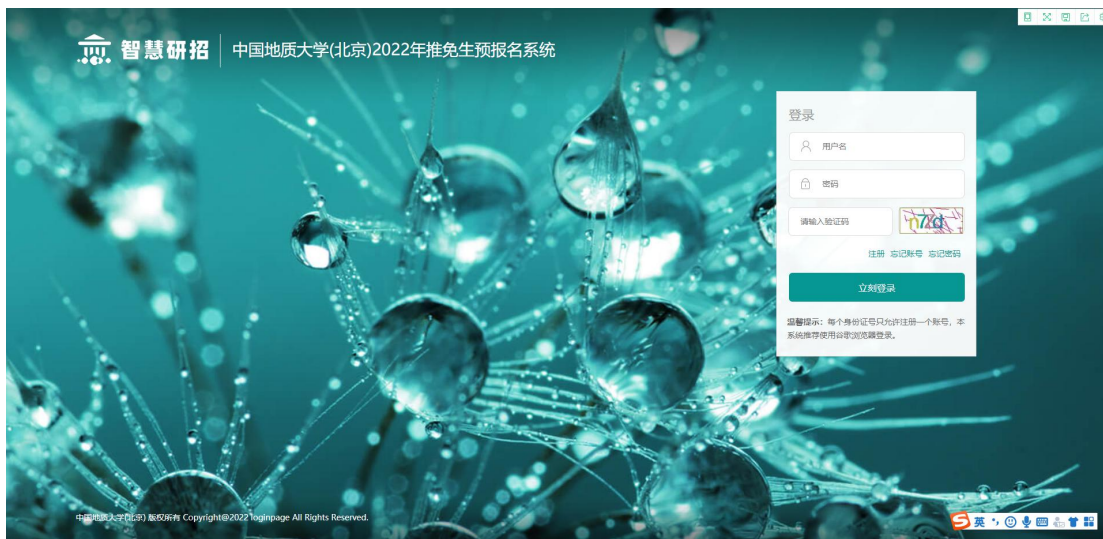 智慧研招
中国地质大学(北京)2022年推免生预报名系统
登录
用户名
密码
请输入验证码
注册 忘记账号 忘记密码
立刻登录
温馨提示：每个身份证号只允许注册一个账号，本
系统推荐使用谷歌浏览器登录。
中国地质大学(北京) 版权所有 Copyright@2022 loginpage All Rights Reserved.
英